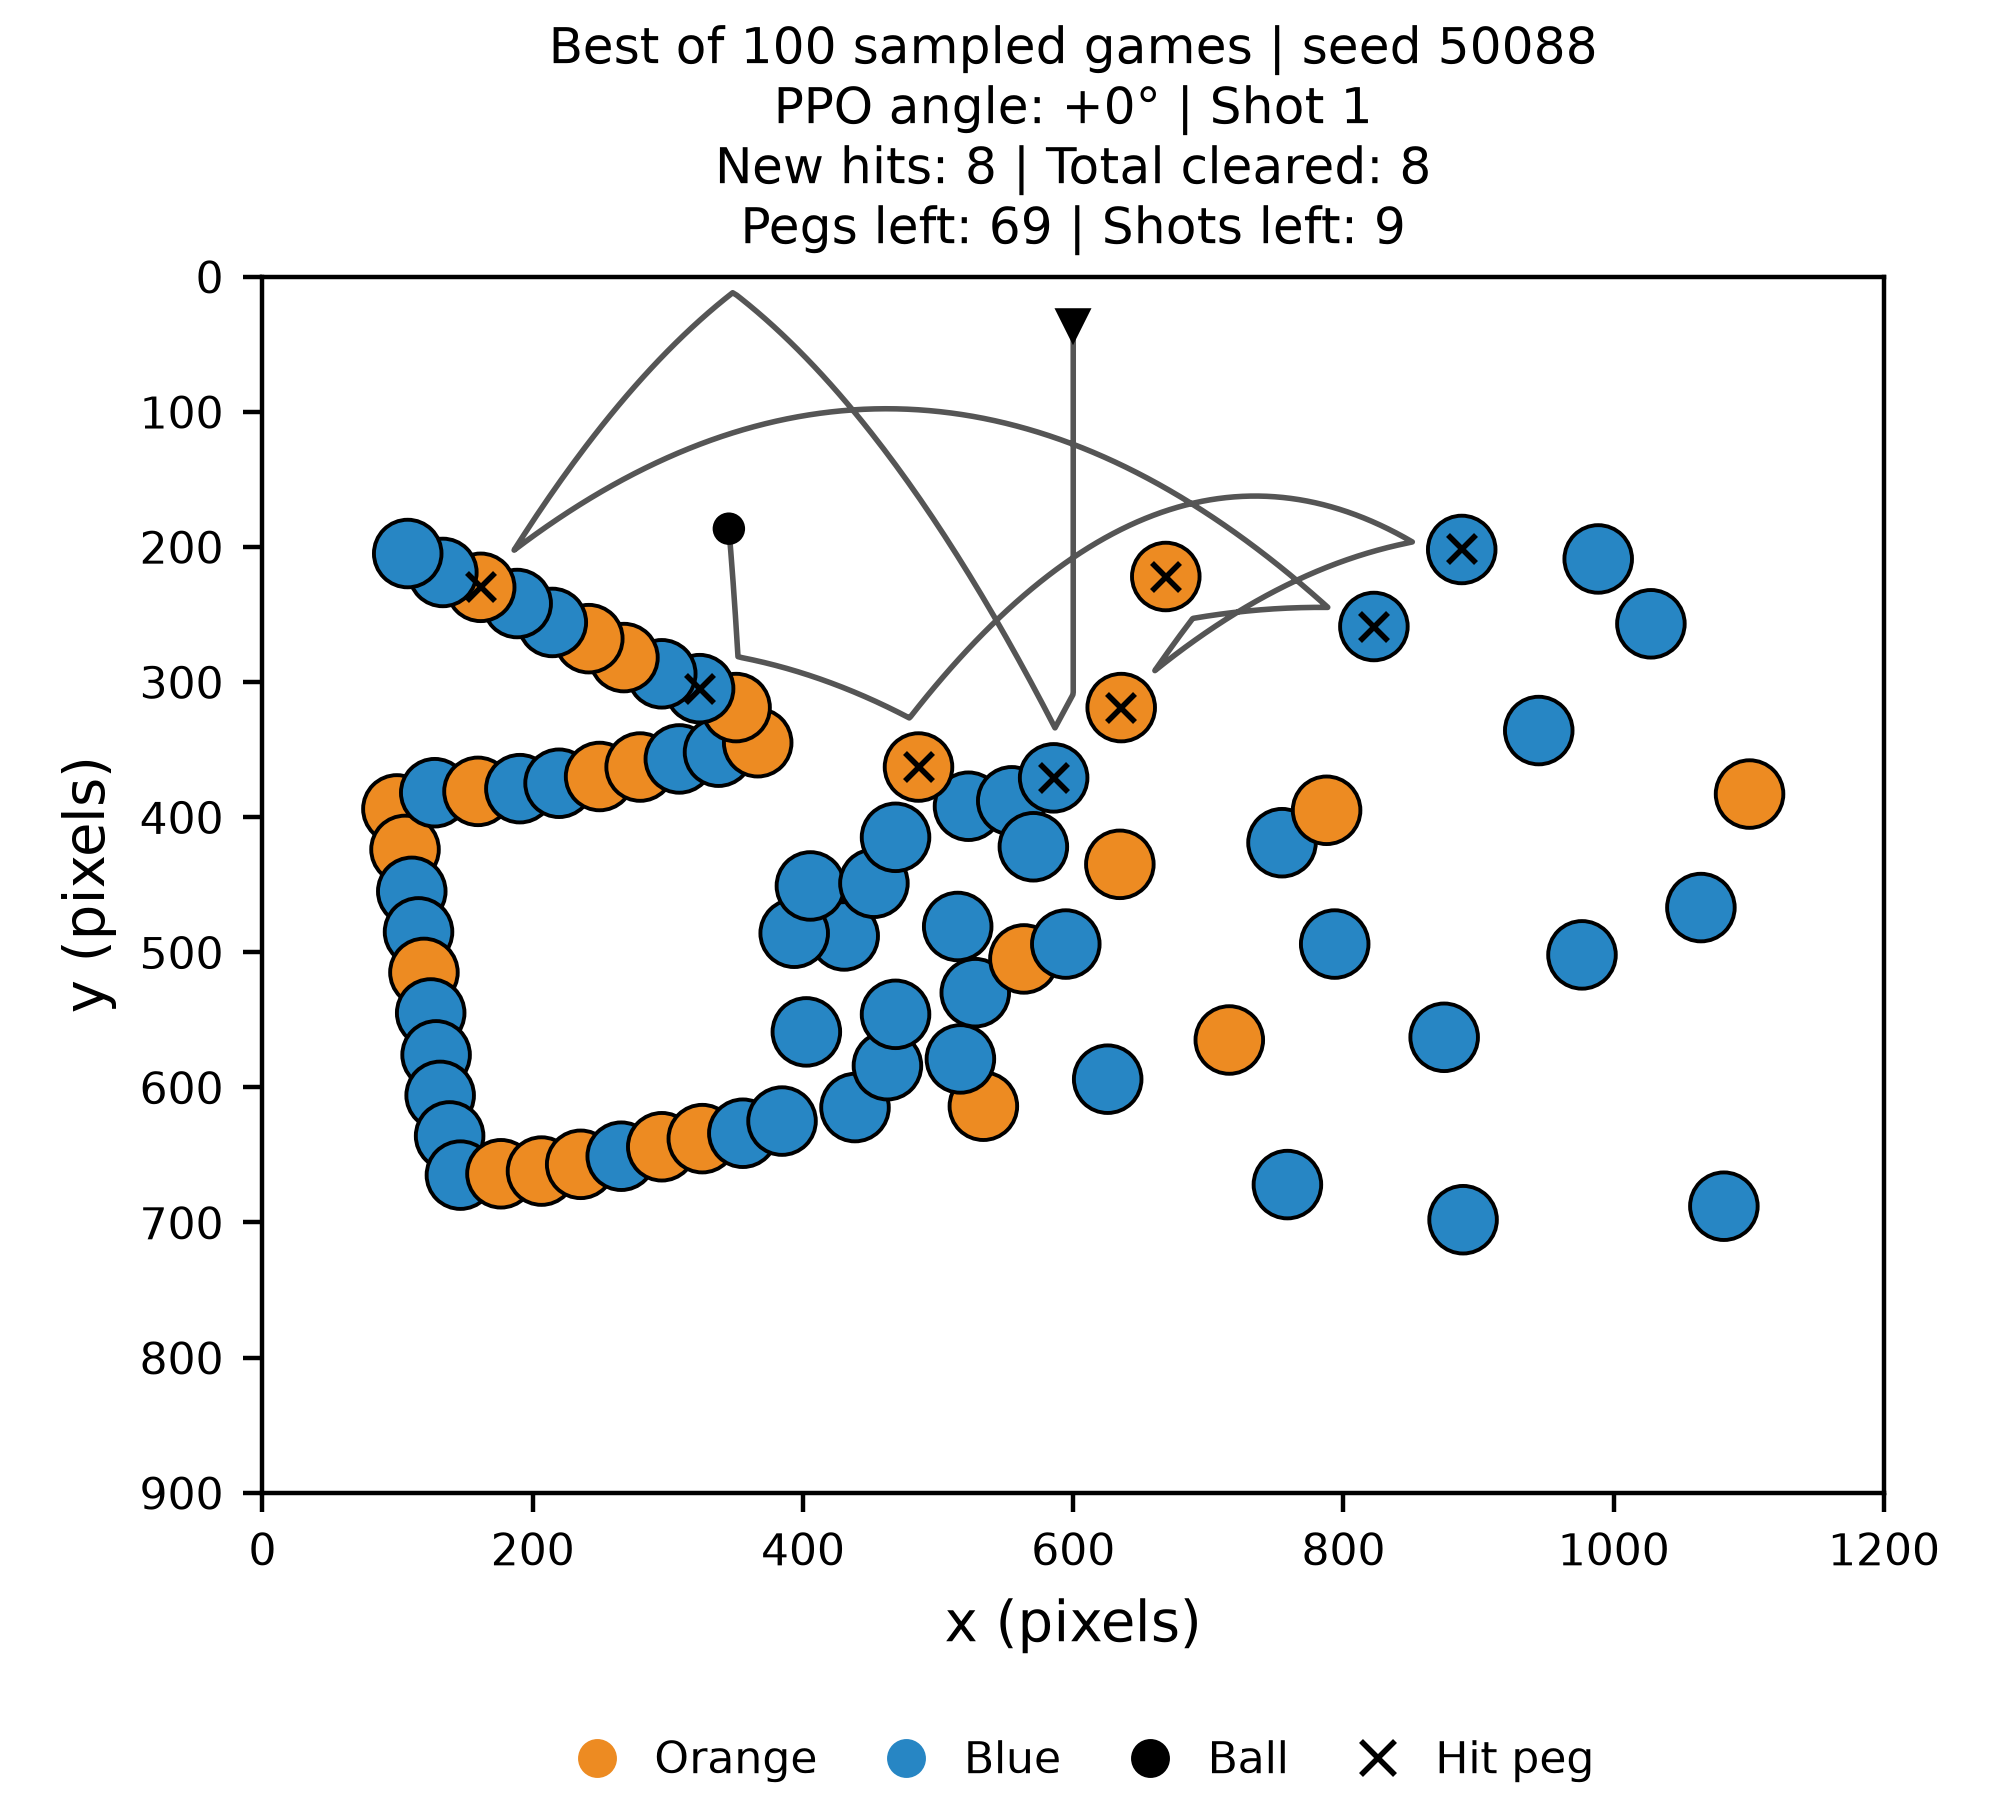 Best of 100 sampled games | seed 50088
PPO angle: +0° | Shot 1
New hits: 8 | Total cleared: 8
Pegs left: 69 | Shots left: 9
0
100
200
300
400
500
600
700
800
900
y (pixels)
0 200 400 600 800 1000 1200
x (pixels)
Orange Blue Ball Hit peg